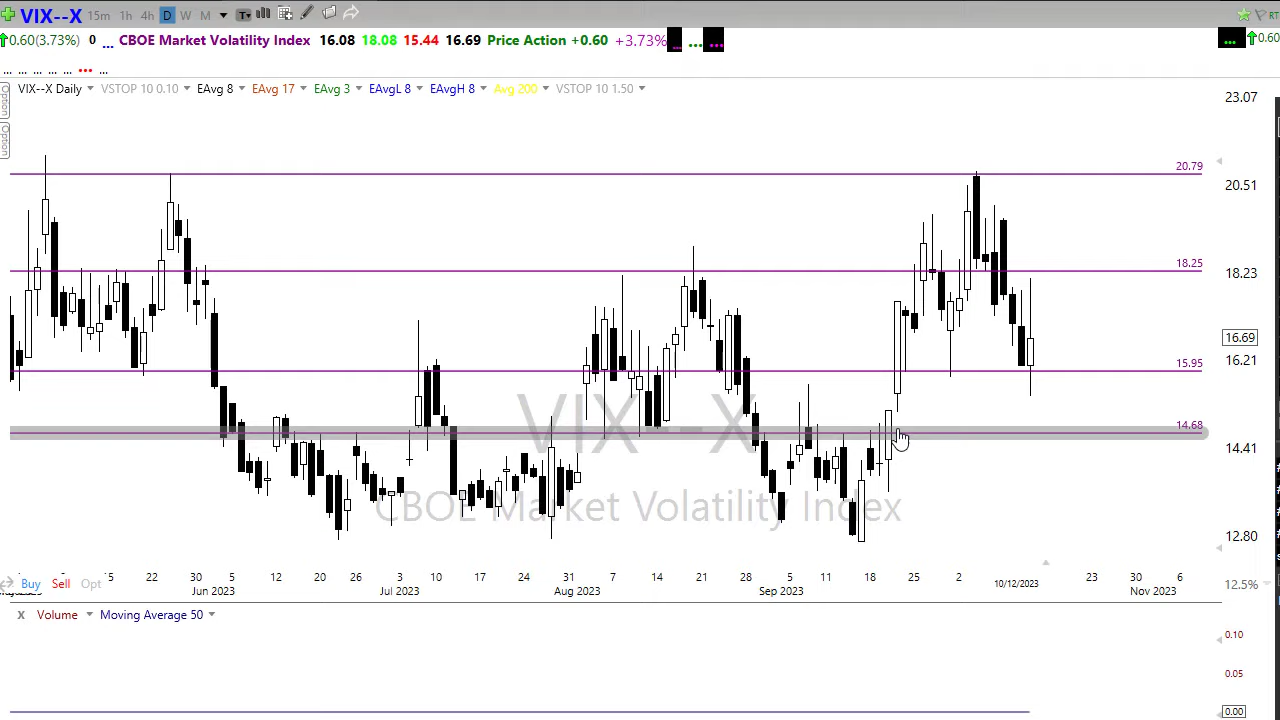 VIX--X 15m 1h 4h D W M T RT
0.60(3.73%) 0 ... CBOE Market Volatility Index 16.08 18.08 15.44 16.69 Price Action +0.60 +3.73% ... ... ... ... 0.60
... ... ... ... ... ... ...
VIX--X Daily VSTOP 10 0.10 EAvg 8 EAvg 17 EAvg 3 EAvgL 8 EAvgH 8 Avg 200 VSTOP 10 1.50
Option
Option
23.07
20.79
20.51
18.25
18.23
16.69
16.21
15.95
14.68
14.41
12.80
VIX--X
CBOE Market Volatility Index
5 22 30 5 12 20 26 3 10 17 24 31 7 14 21 28 5 11 18 25 2 10/12/2023 23 30 6
Buy Sell Opt
12.5%
Jun 2023 Jul 2023 Aug 2023 Sep 2023 Nov 2023
X Volume Moving Average 50
0.10
0.05
0.00